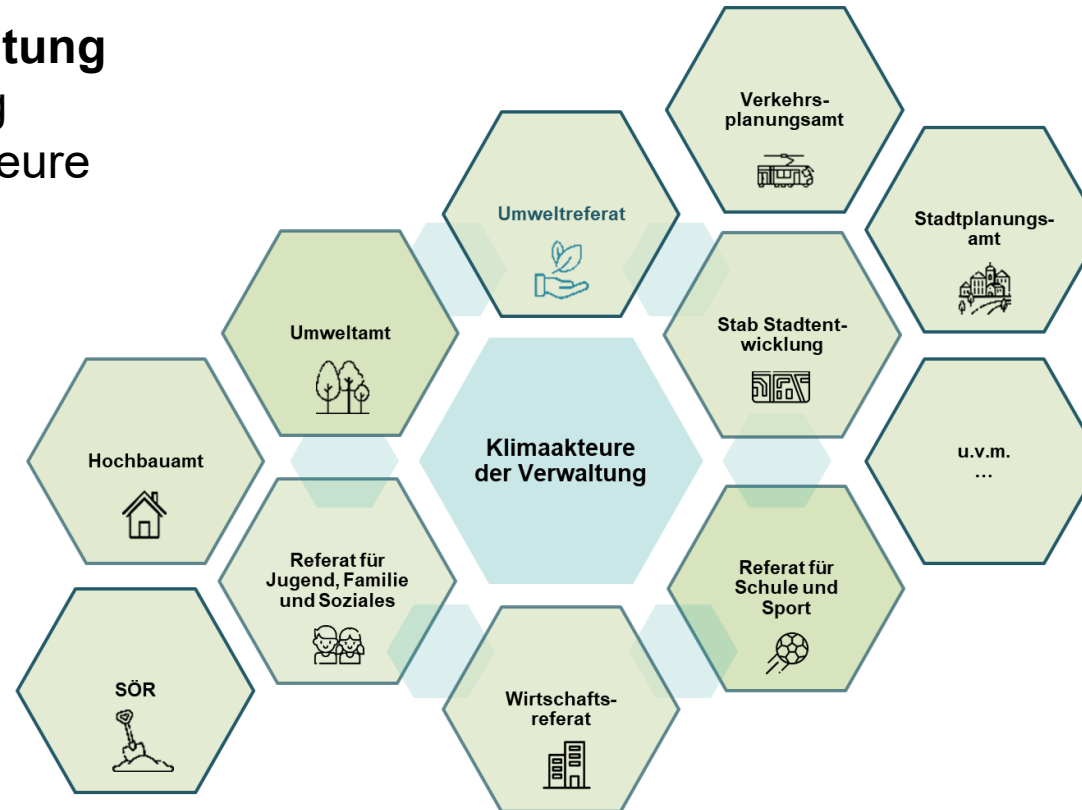 tung
g
eure
Verkehrs-
planungsamt
Umweltreferat
Stadtplanungs-
amt
Umweltamt
Stab Stadtent-
wicklung
Klimaakteure
der Verwaltung
Hochbauamt
u.v.m.
...
Referat für
Jugend, Familie
und Soziales
Referat für
Schule und
Sport
SÖR
Wirtschafts-
referat